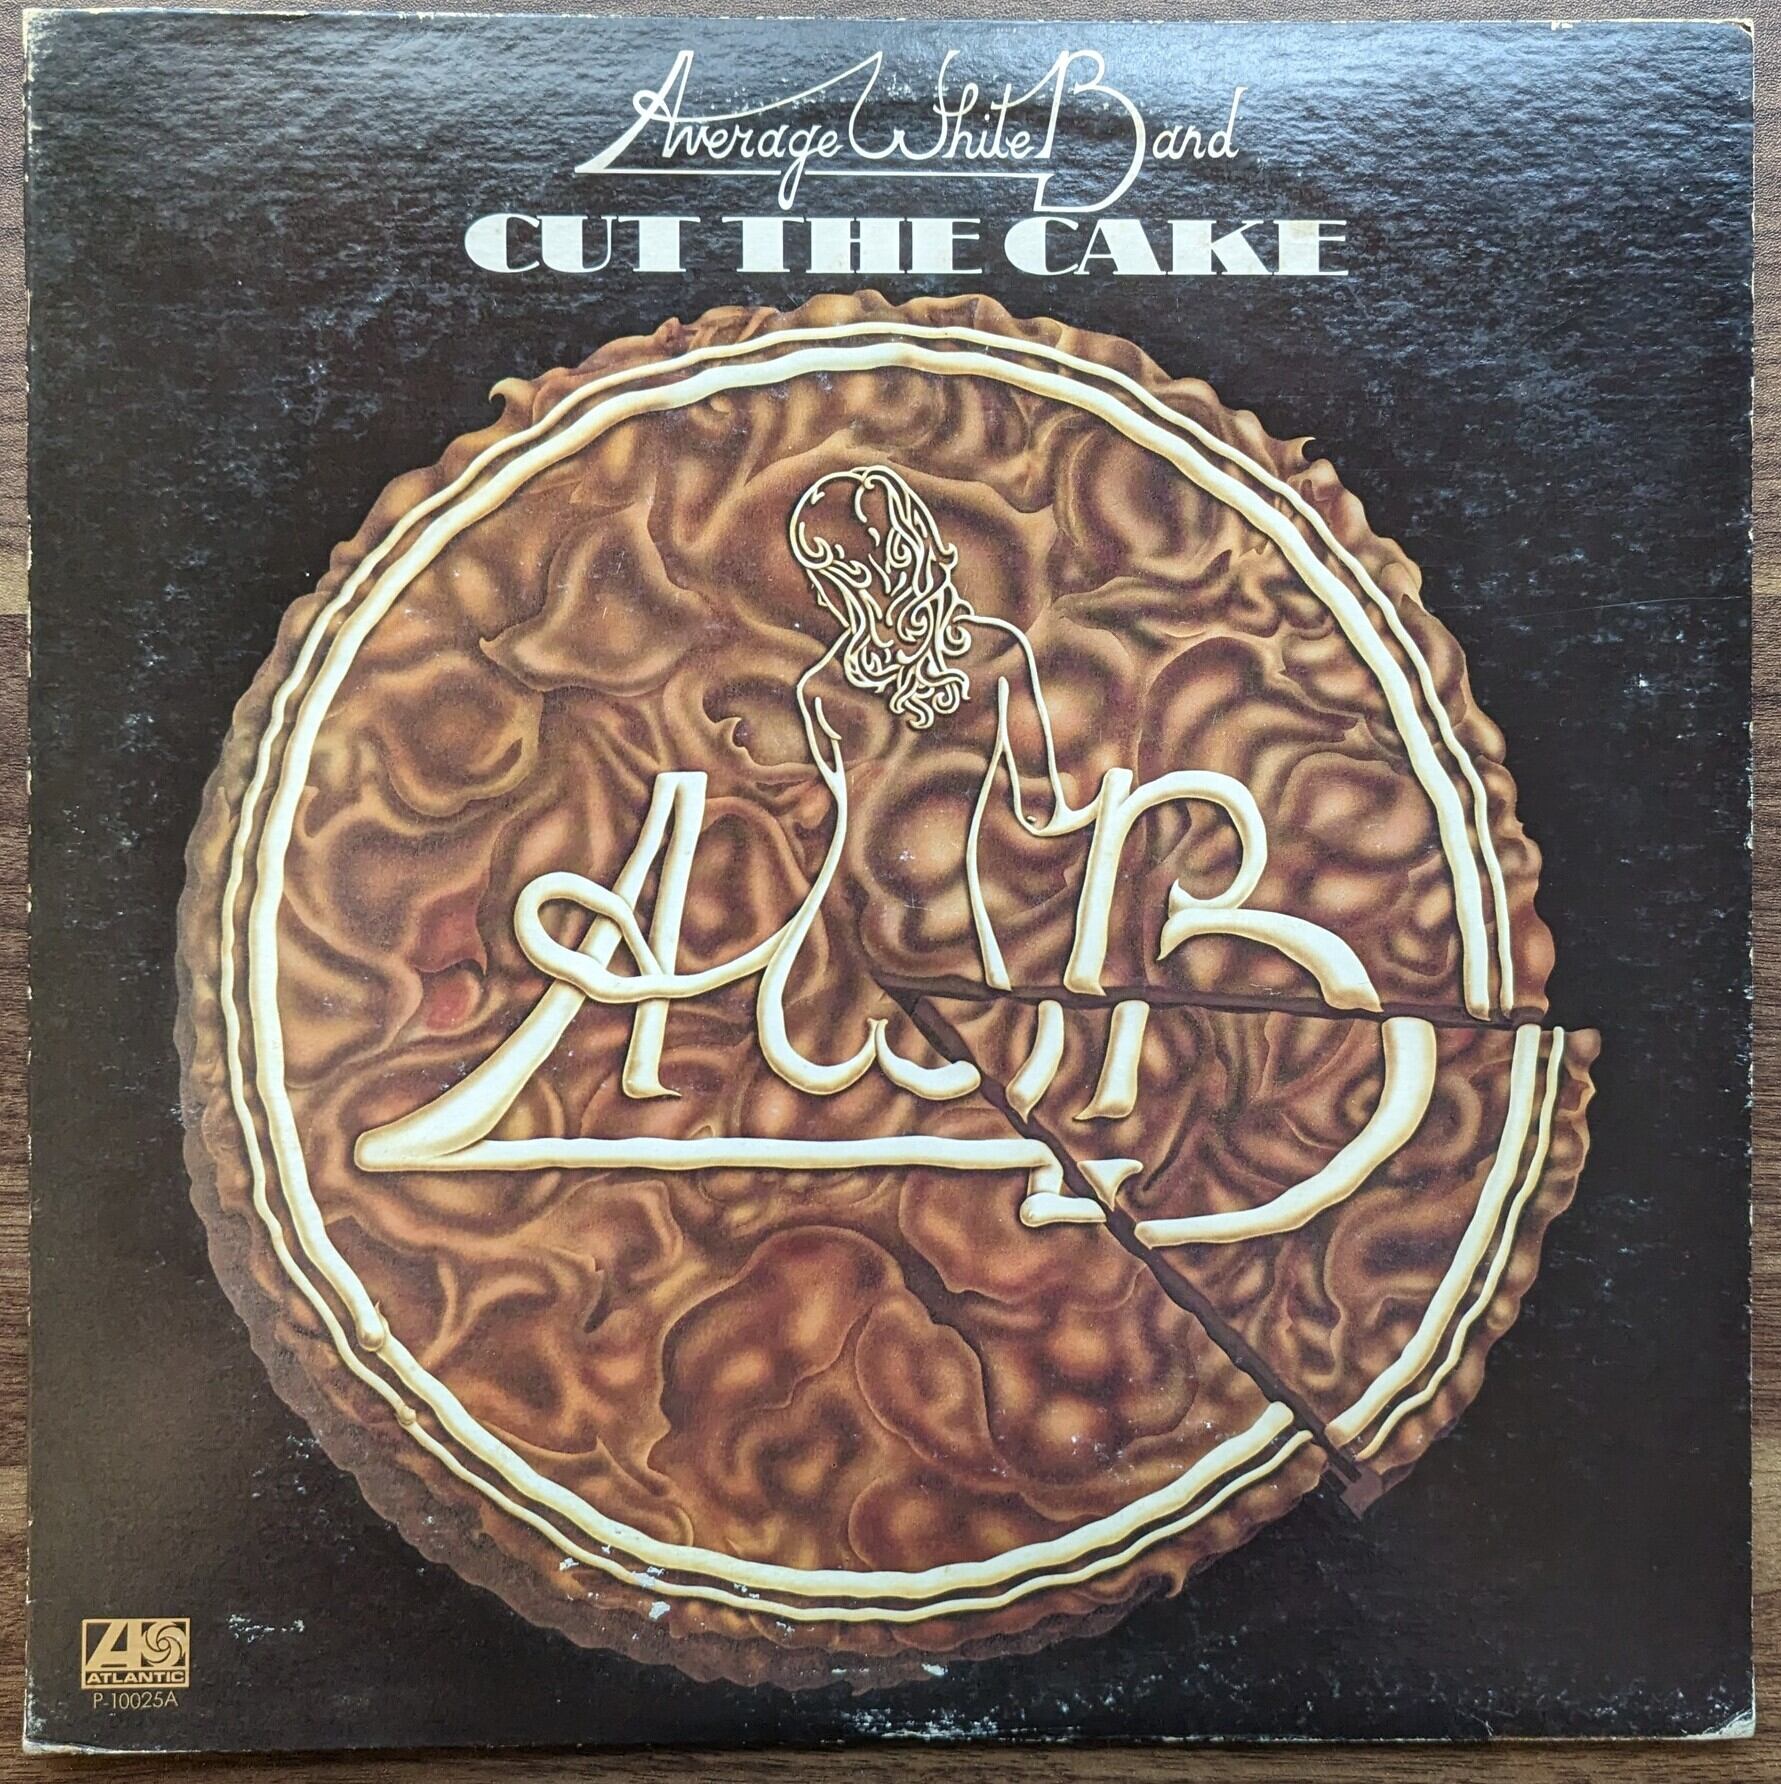 Average White Band
CUT THE CAKE
AWB
ATLANTIC
P-10025A